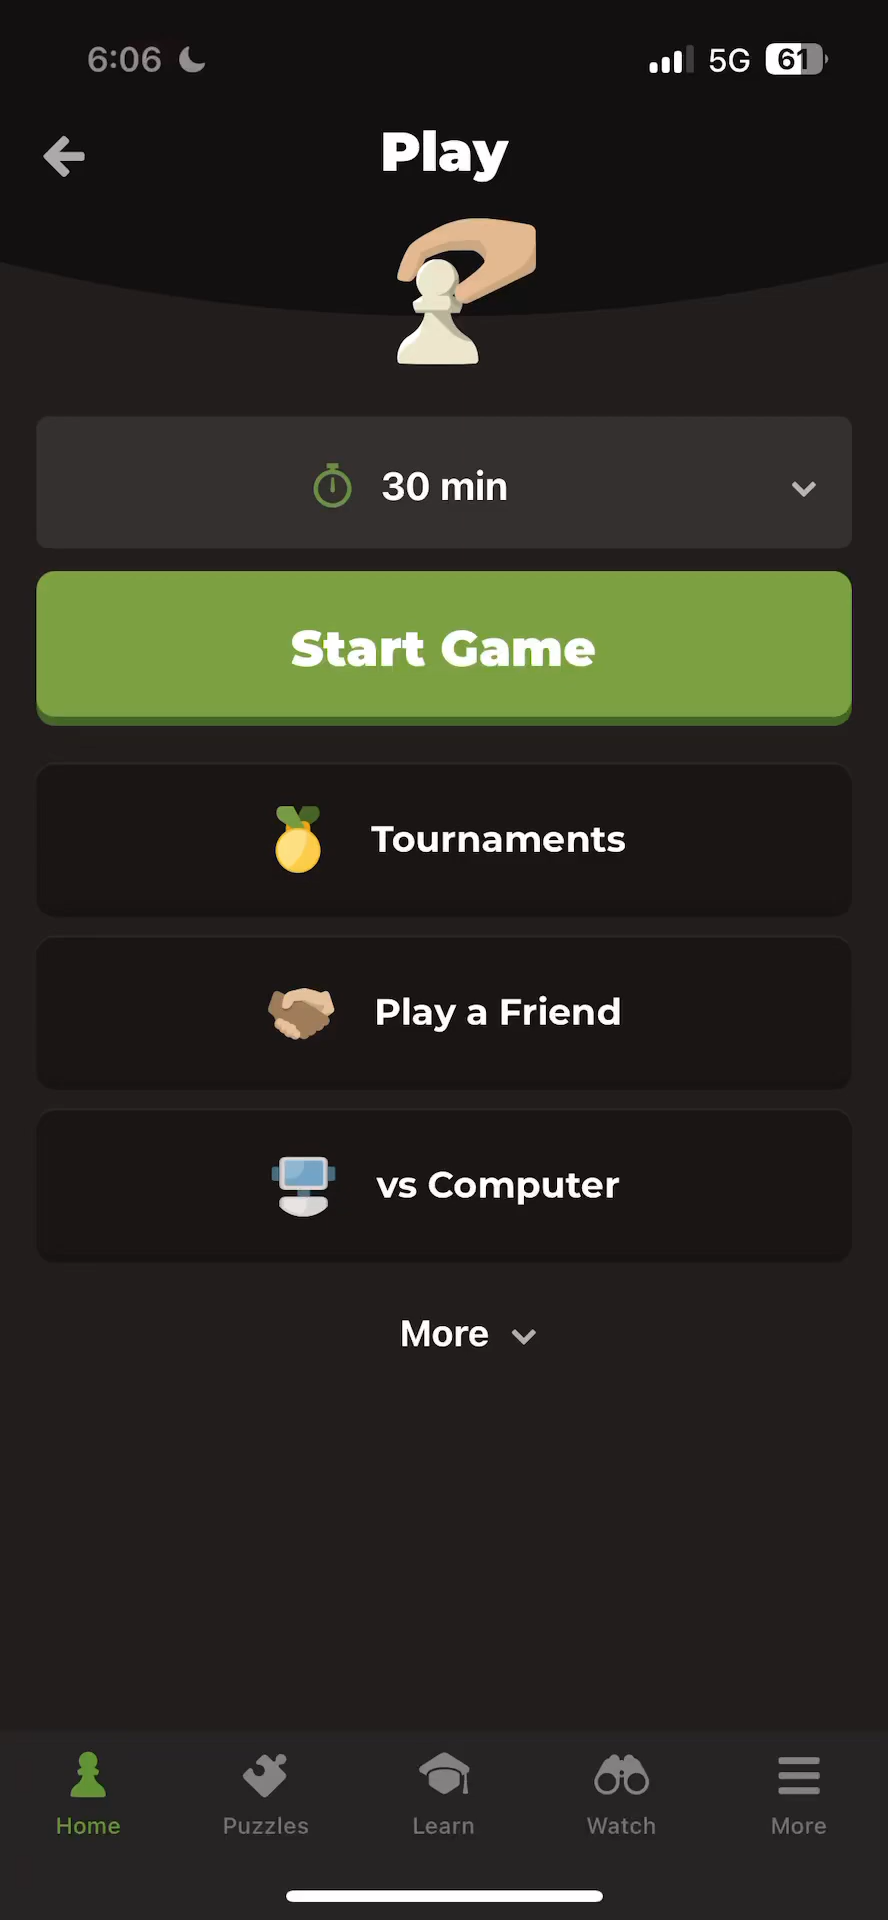 6:06
5G
61
Play
30 min
Start Game
Tournaments
Play a Friend
vs Computer
More
Home
Puzzles
Learn
Watch
More